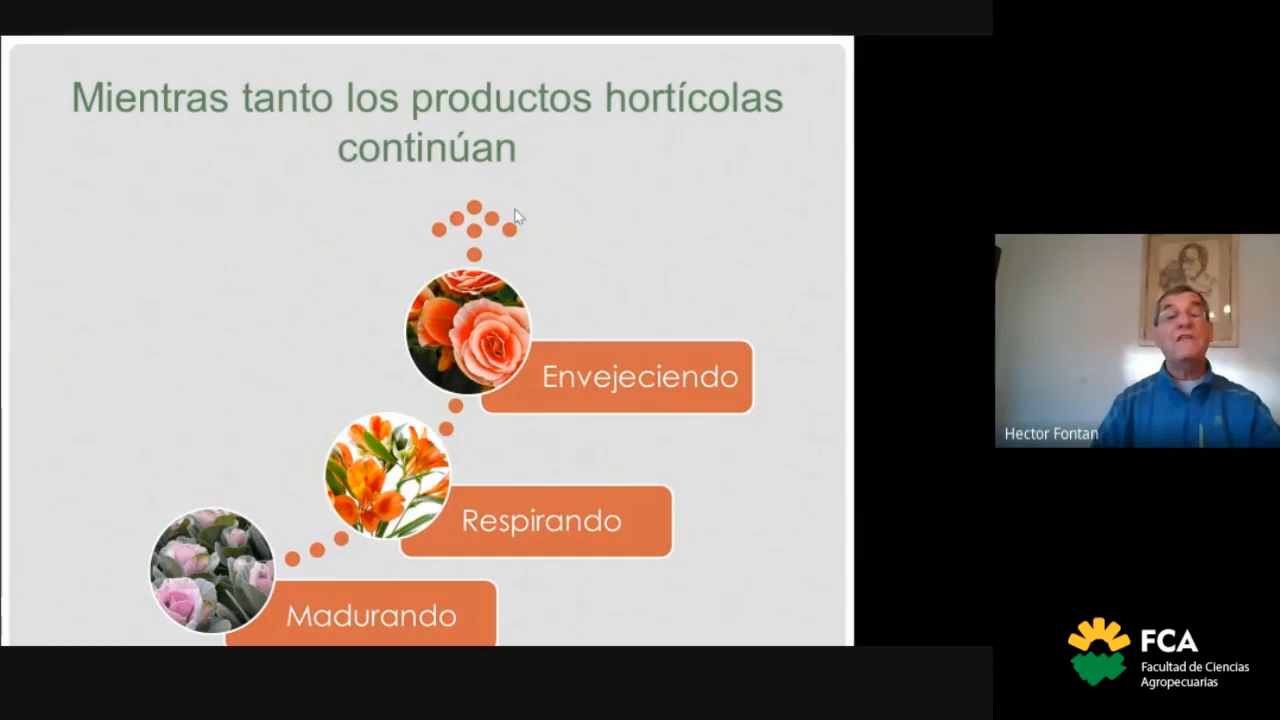 Mientras tanto los productos hortícolas
continúan
Envejeciendo
Respirando
Madurando
Hector Fontan
FCA
Facultad de Ciencias
Agropecuarias